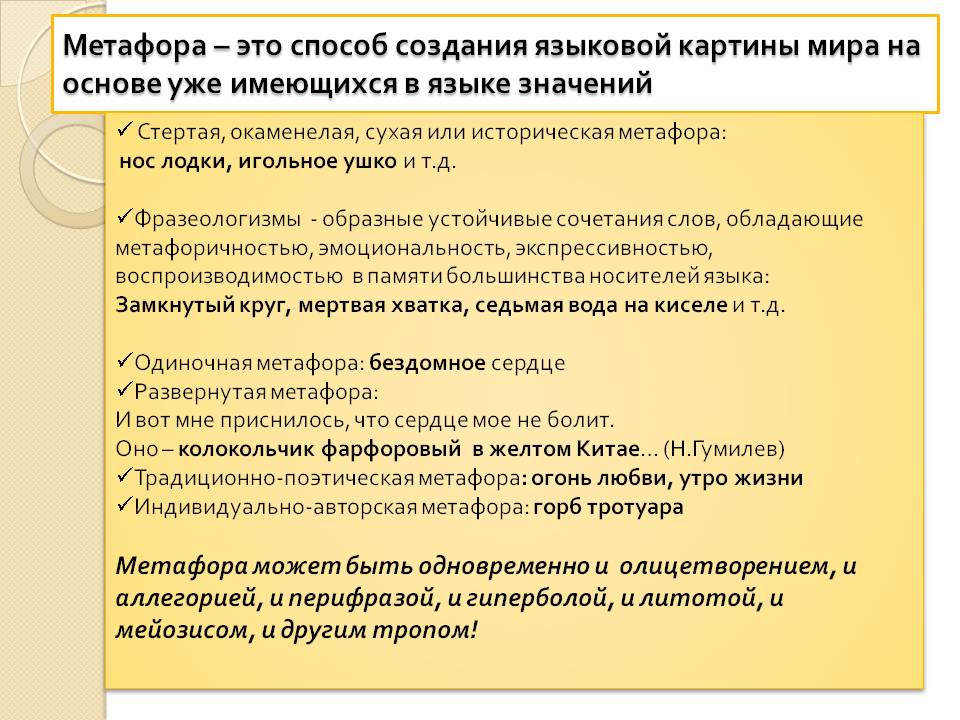 Метафора – это способ создания языковой картины мира на
основе уже имеющихся в языке значений
✓ Стертая, окаменелая, сухая или историческая метафора:
нос лодки, игольное ушко и т.д.
✓Фразеологизмы - образные устойчивые сочетания слов, обладающие
метафоричностью, эмоциональность, экспрессивностью,
воспроизводимостью в памяти большинства носителей языка:
Замкнутый круг, мертвая хватка, седьмая вода на киселе и т.д.
✓Одиночная метафора: бездомное сердце
✓Развернутая метафора:
И вот мне приснилось, что сердце мое не болит.
Оно – колокольчик фарфоровый в желтом Китае... (Н.Гумилев)
✓Традиционно-поэтическая метафора: огонь любви, утро жизни
✓Индивидуально-авторская метафора: горб тротуара
Метафора может быть одновременно и олицетворением, и
аллегорией, и перифразой, и гиперболой, и литотой, и
мейозисом, и другим тропом!